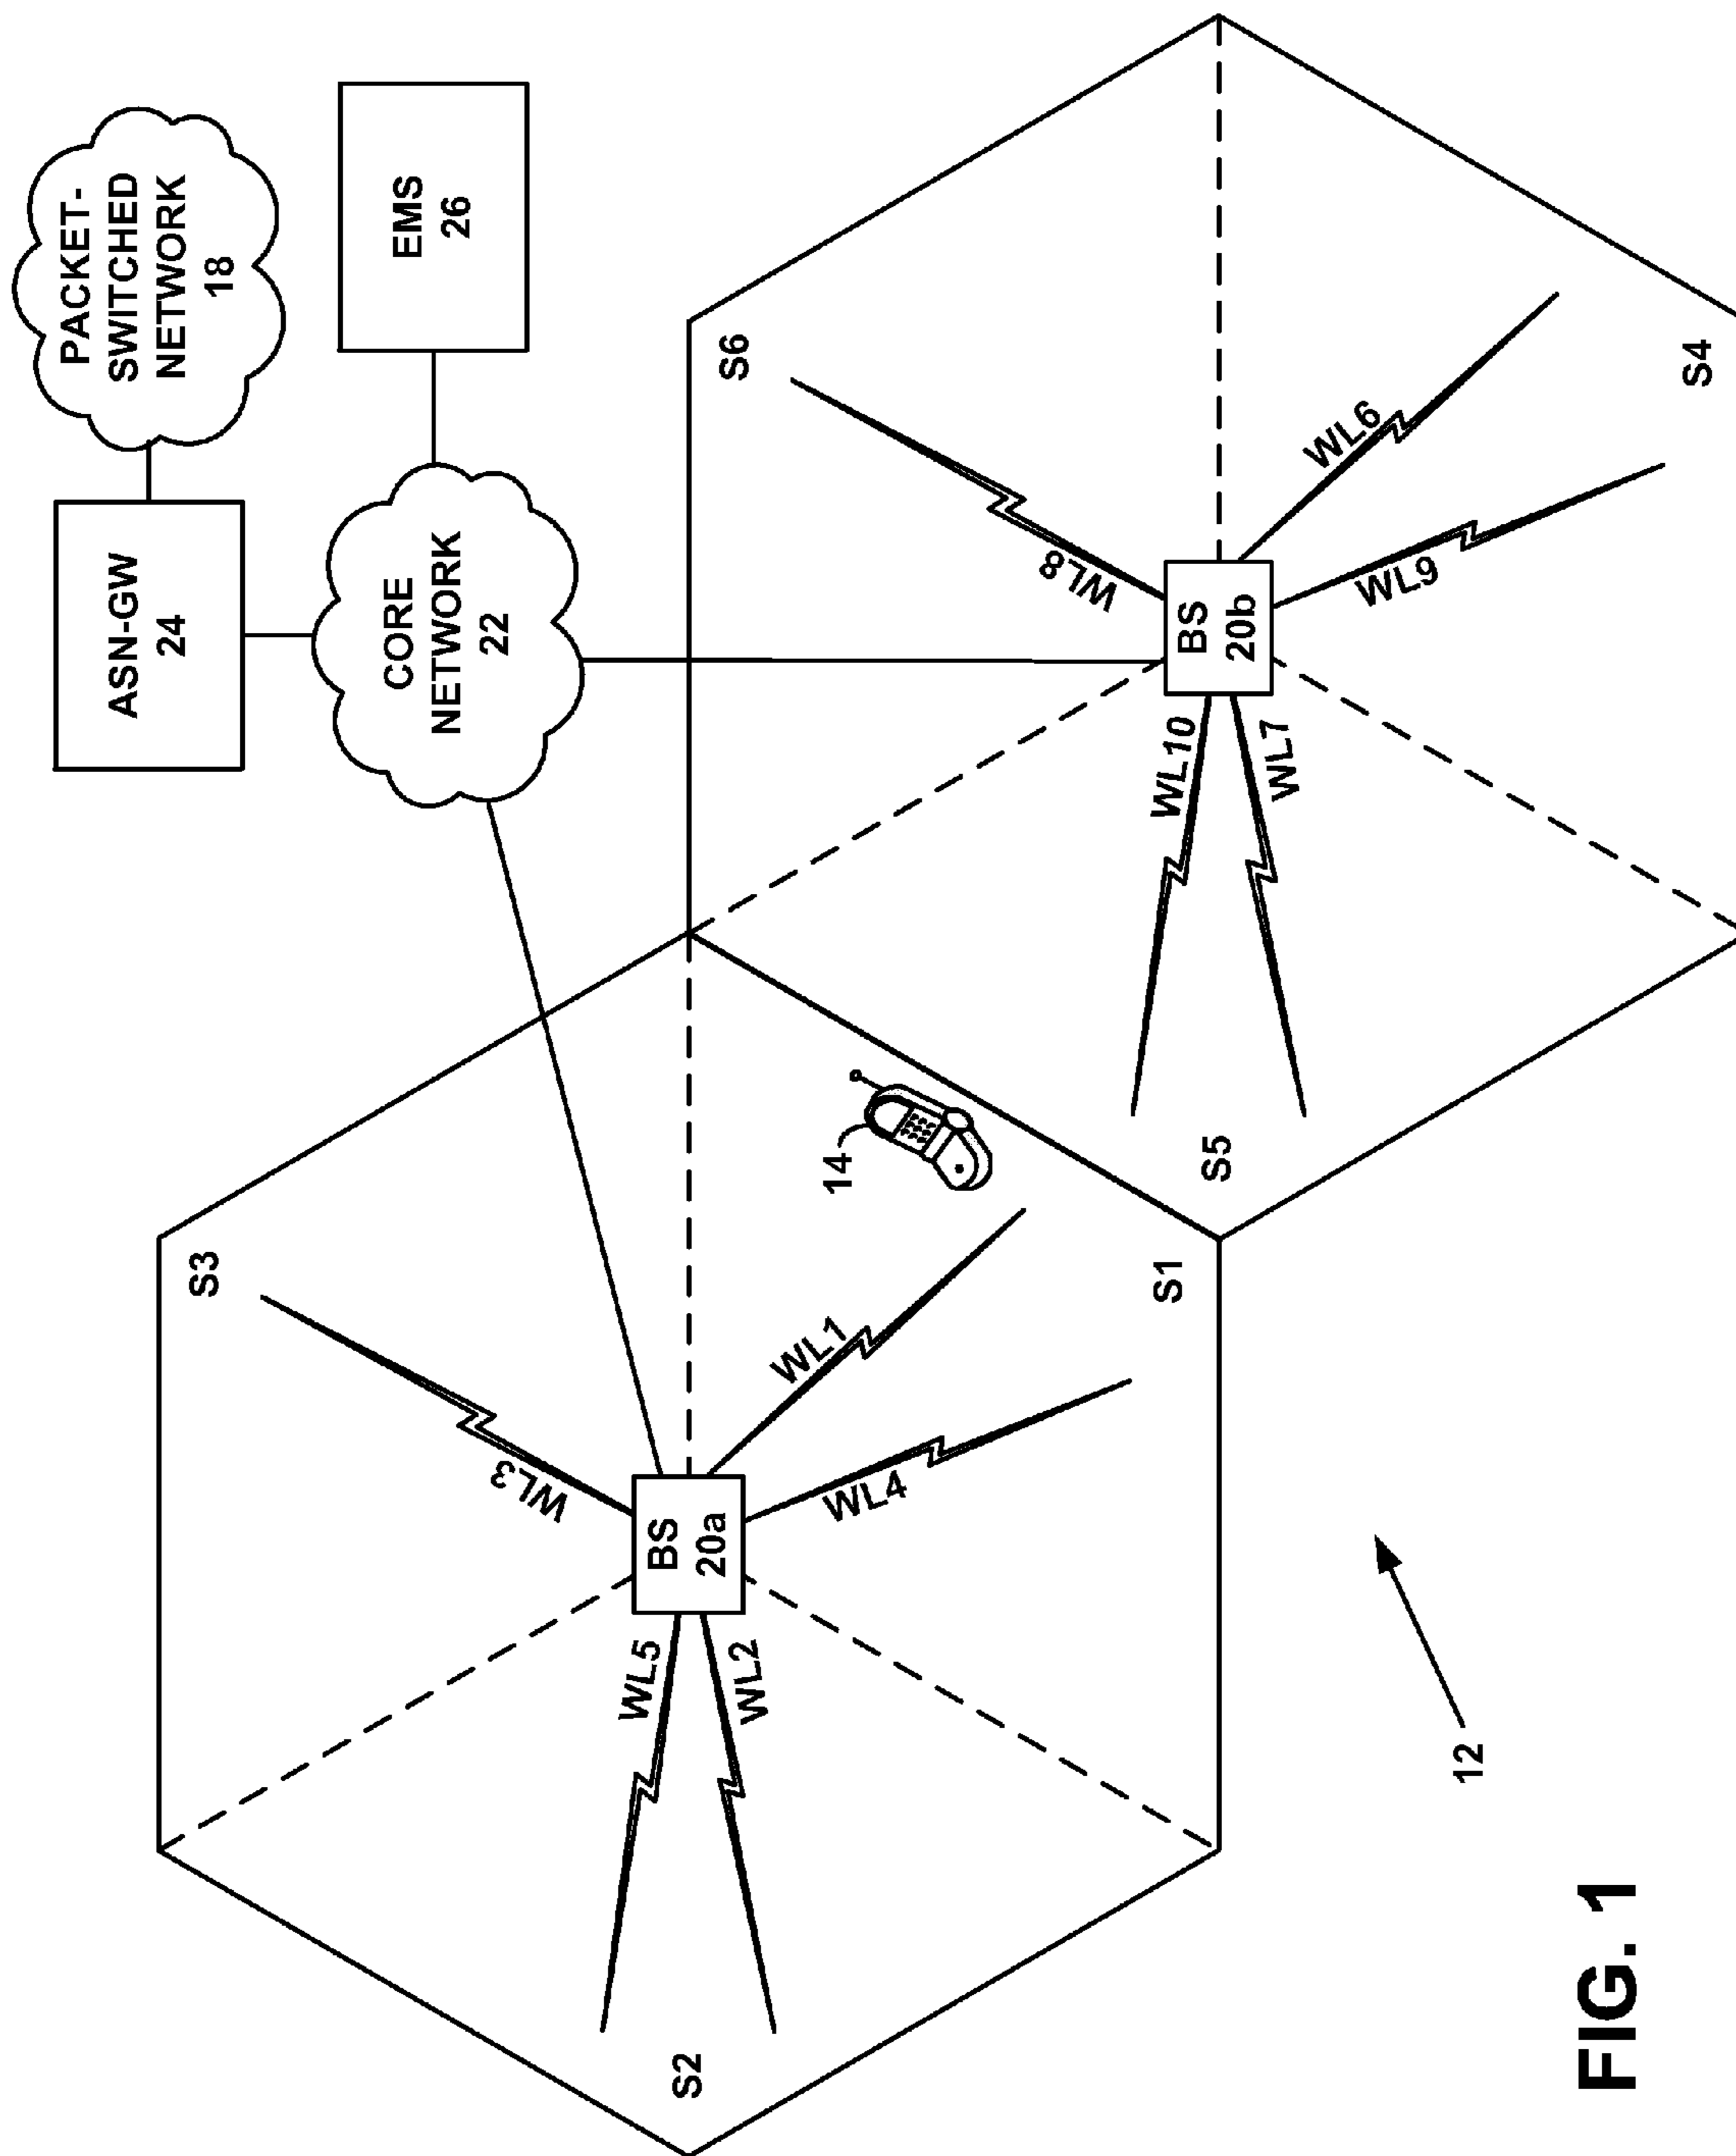 PACKET-
SWITCHED
NETWORK
18
ASN-GW
24
EMS
26
CORE
NETWORK
22
S3
S6
WL3
WL8
BS
20a
BS
20b
14
WL5
WL2
WL1
WL4
WL10
WL7
WL6
WL9
S2
S1
S5
S4
12
FIG. 1